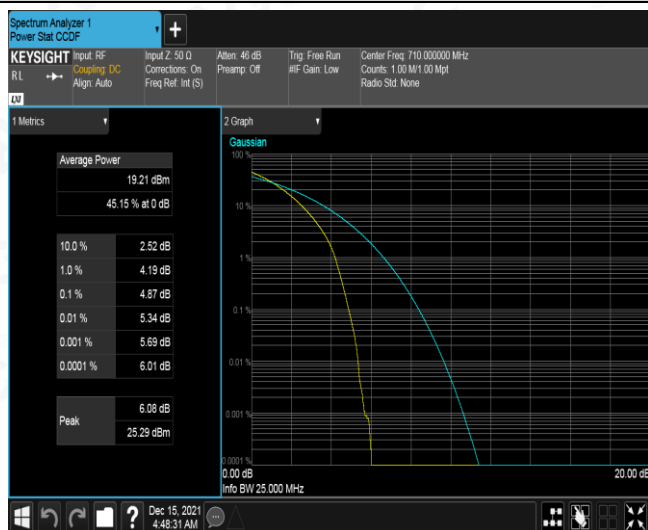 Spectrum Analyzer 1
Power Stat CCDF
+
KEYSIGHT
RL
Input: RF
Coupling: DC
Align: Auto
Input Z: 50 Ω
Corrections: On
Freq Ref: Int (S)
Atten: 46 dB
Preamp: Off
Trig: Free Run
#IF Gain: Low
Center Freq: 710.000000 MHz
Counts: 1.00 M/1.00 Mpt
Radio Std: None
1 Metrics
Average Power
19.21 dBm
45.15 % at 0 dB
10.0 % 2.52 dB
1.0 % 4.19 dB
0.1 % 4.87 dB
0.01 % 5.34 dB
0.001 % 5.69 dB
0.0001 % 6.01 dB
Peak
6.08 dB
25.29 dBm
2 Graph
Gaussian
100 %
10 %
1 %
0.1 %
0.01 %
0.001 %
0.0001 %
0.00 dB 20.00 dB
Info BW 25.000 MHz
?
Dec 15, 2021
4:48:31 AM